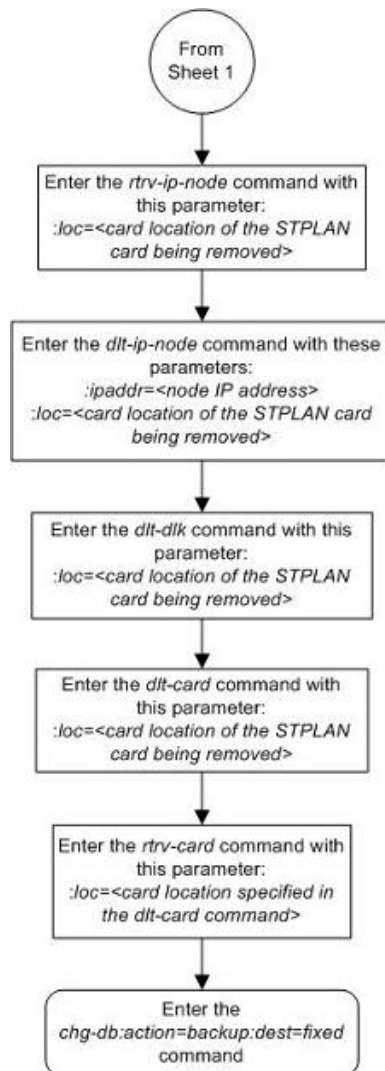 From
Sheet 1
Enter the rtrv-ip-node command with
this parameter:
:loc=<card location of the STPLAN
card being removed>
Enter the dlt-ip-node command with these
parameters:
:ipaddr=<node IP address>
:loc=<card location of the STPLAN card
being removed>
Enter the dlt-dlk command with this
parameter:
:loc=<card location of the STPLAN
card being removed>
Enter the dlt-card command with
this parameter:
:loc=<card location of the STPLAN
card being removed>
Enter the rtrv-card command with
this parameter:
:loc=<card location specified in
the dlt-card command>
Enter the
chg-db:action=backup:dest=fixed
command